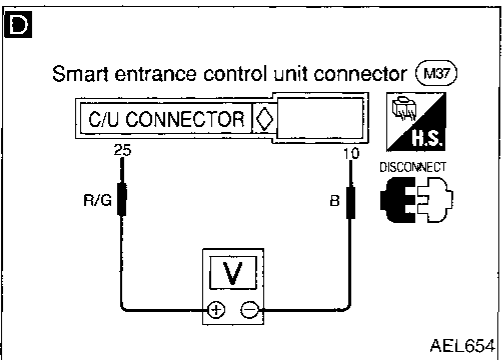 D
Smart entrance control unit connector M37
C/U CONNECTOR
H.S.
25
10
DISCONNECT
R/G
B
V
+ −
AEL654